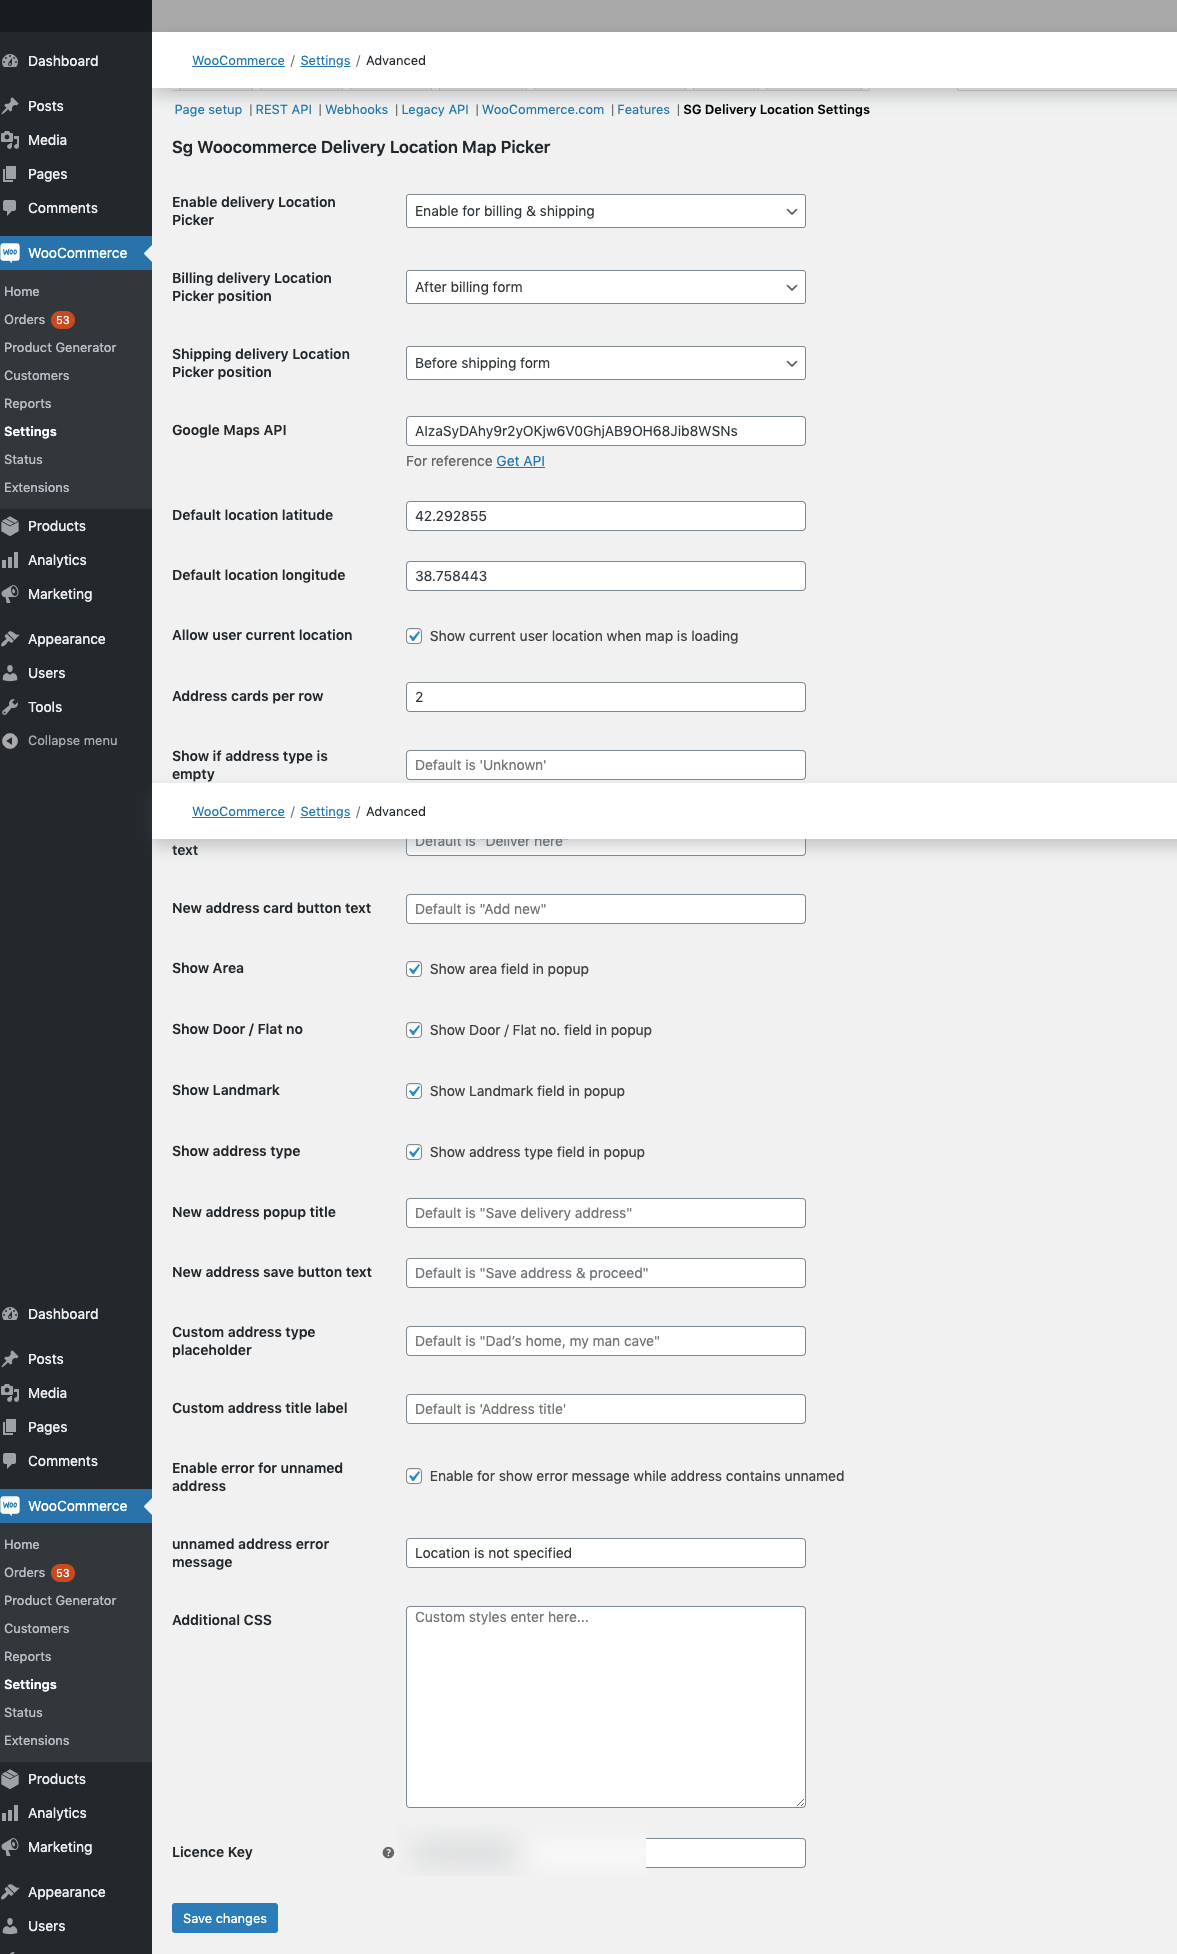 WooCommerce / Settings / Advanced
Page setup | REST API | Webhooks | Legacy API | WooCommerce.com | Features | SG Delivery Location Settings
Sg Woocommerce Delivery Location Map Picker
Dashboard
Posts
Media
Pages
Comments
WooCommerce
Home
Orders 53
Product Generator
Customers
Reports
Settings
Status
Extensions
Products
Analytics
Marketing
Appearance
Users
Tools
Collapse menu
Enable delivery Location
Picker
Enable for billing & shipping
Billing delivery Location
Picker position
After billing form
Shipping delivery Location
Picker position
Before shipping form
Google Maps API
AIzaSyDAhy9r2yOKjw6V0GhjAB9OH68Jib8WSNs
For reference Get API
Default location latitude
42.292855
Default location longitude
38.758443
Allow user current location
Show current user location when map is loading
Address cards per row
2
Show if address type is
empty
Default is 'Unknown'
WooCommerce / Settings / Advanced
text
Default is "Deliver here"
New address card button text
Default is "Add new"
Show Area
Show area field in popup
Show Door / Flat no
Show Door / Flat no. field in popup
Show Landmark
Show Landmark field in popup
Show address type
Show address type field in popup
New address popup title
Default is "Save delivery address"
New address save button text
Default is "Save address & proceed"
Custom address type
placeholder
Default is "Dad's home, my man cave"
Custom address title label
Default is 'Address title'
Enable error for unnamed
address
Enable for show error message while address contains unnamed
unnamed address error
message
Location is not specified
Additional CSS
Custom styles enter here...
Licence Key
?
Save changes
Dashboard
Posts
Media
Pages
Comments
WooCommerce
Home
Orders 53
Product Generator
Customers
Reports
Settings
Status
Extensions
Products
Analytics
Marketing
Appearance
Users